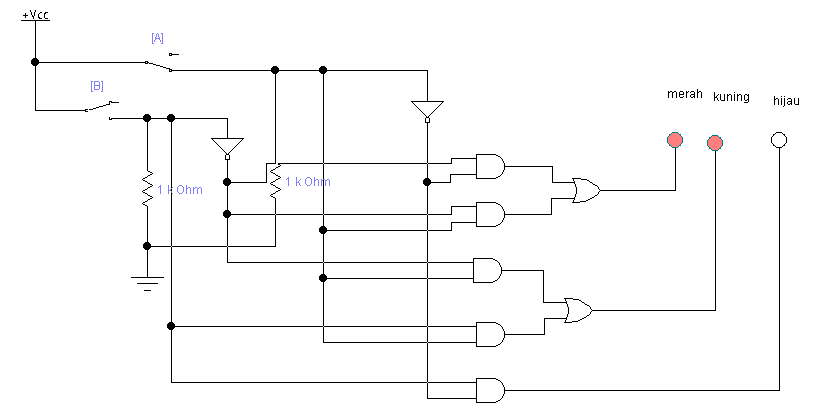 +Vcc
[A]
[B]
merah
kuning
hijau
1 k Ohm
1 k Ohm